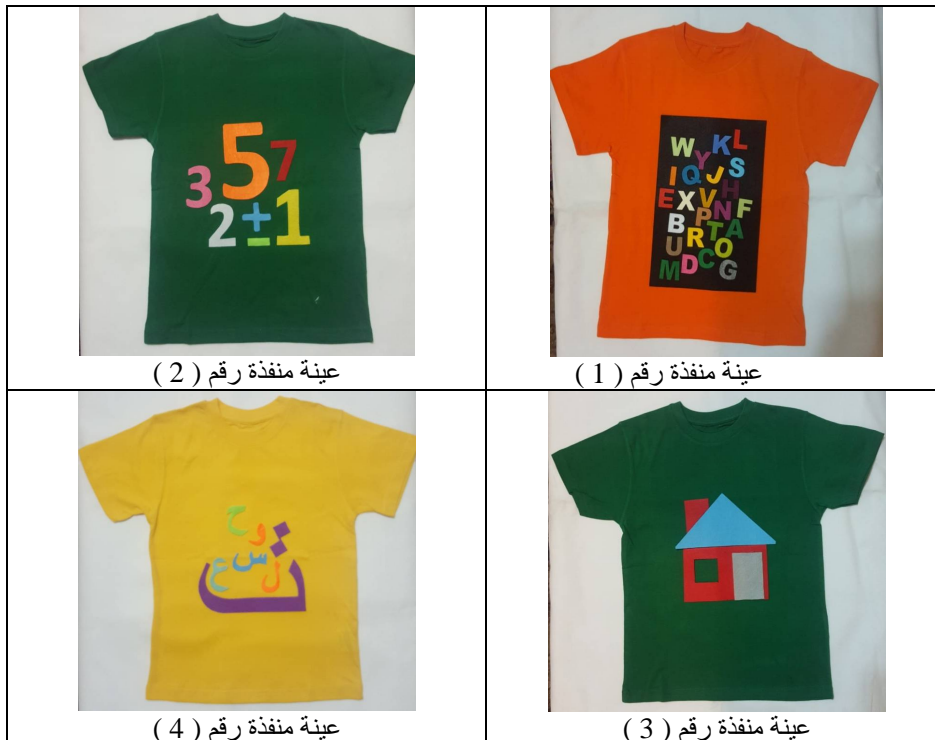 W Y K L
I Q J S H
E X V N F
B P T A
U R O
M D C G
عينة منفذة رقم ( 1 )
3 5 7
2 ± 1
عينة منفذة رقم ( 2 )
عينة منفذة رقم ( 3 )
ح و
ل س ع
ت
عينة منفذة رقم ( 4 )